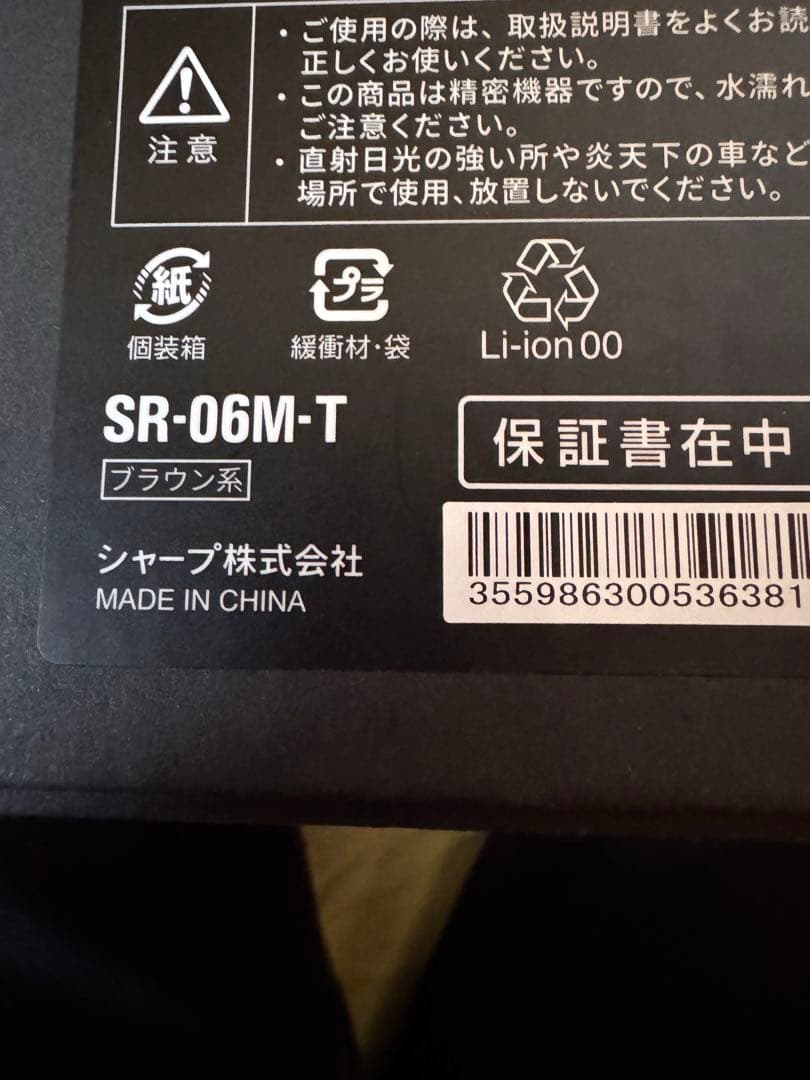 ・ご使用の際は、取扱説明書をよくお読
正しくお使いください。
・この商品は精密機器ですので、水濡れ
ご注意ください。
・直射日光の強い所や炎天下の車など
場所で使用、放置しないでください。
注意
紙
個装箱
プラ
緩衝材・袋
Li-ion 00
SR-06M-T
ブラウン系
保証書在中
シャープ株式会社
MADE IN CHINA
355986300536381